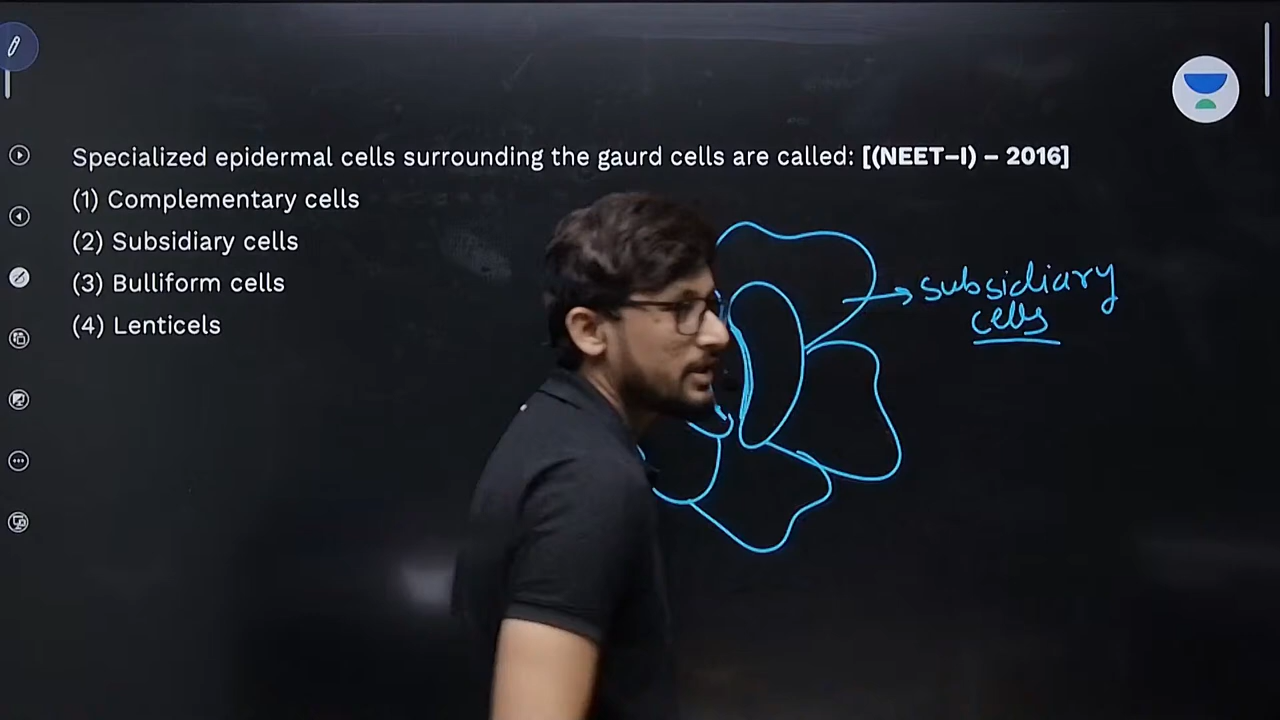 Specialized epidermal cells surrounding the gaurd cells are called: [(NEET–I) – 2016]
(1) Complementary cells
(2) Subsidiary cells
(3) Bulliform cells
(4) Lenticels
subsidiary
cells